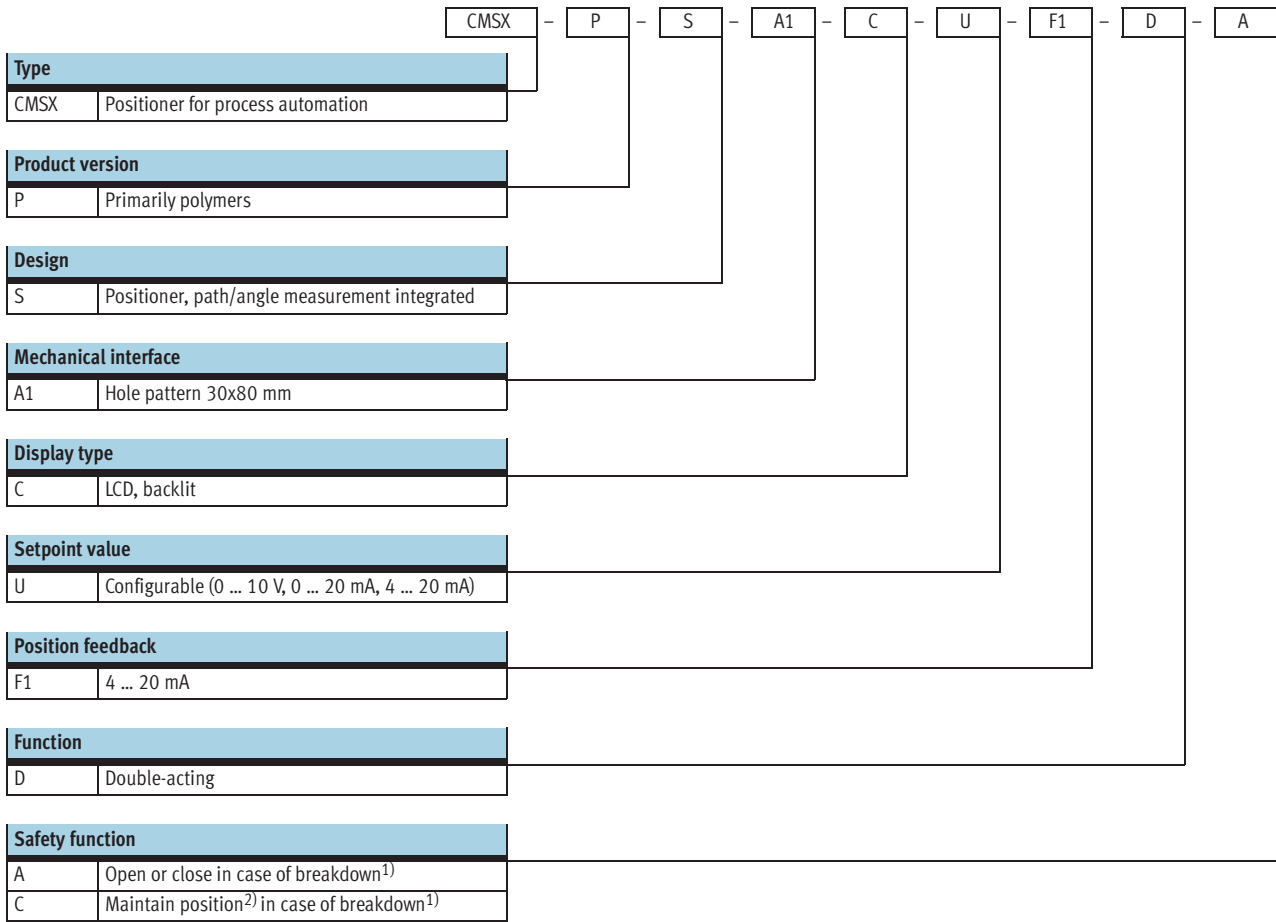 CMSX – P – S – A1 – C – U – F1 – D – A
Type
CMSX Positioner for process automation
Product version
P Primarily polymers
Design
S Positioner, path/angle measurement integrated
Mechanical interface
A1 Hole pattern 30x80 mm
Display type
C LCD, backlit
Setpoint value
U Configurable (0 ... 10 V, 0 ... 20 mA, 4 ... 20 mA)
Position feedback
F1 4 ... 20 mA
Function
D Double-acting
Safety function
A Open or close in case of breakdown1)
C Maintain position2) in case of breakdown1)